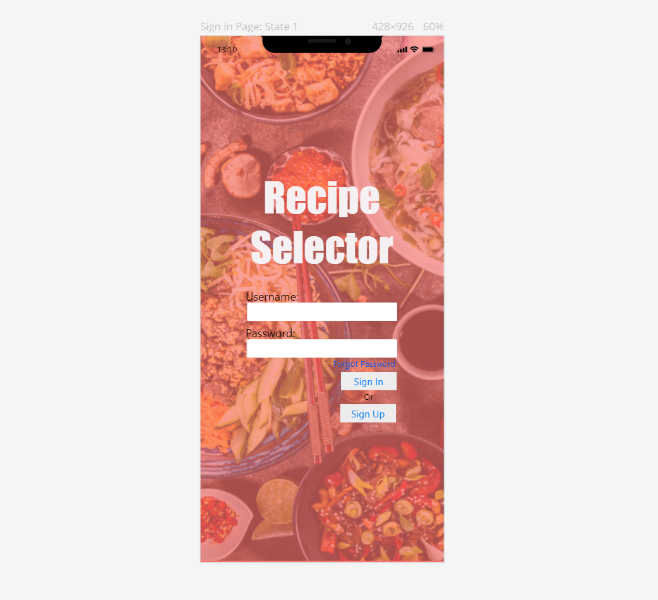 Sign In Page: State 1 428×926 60%
13:10
Recipe
Selector
Username:
Password:
Forgot Password
Sign In
Or
Sign Up